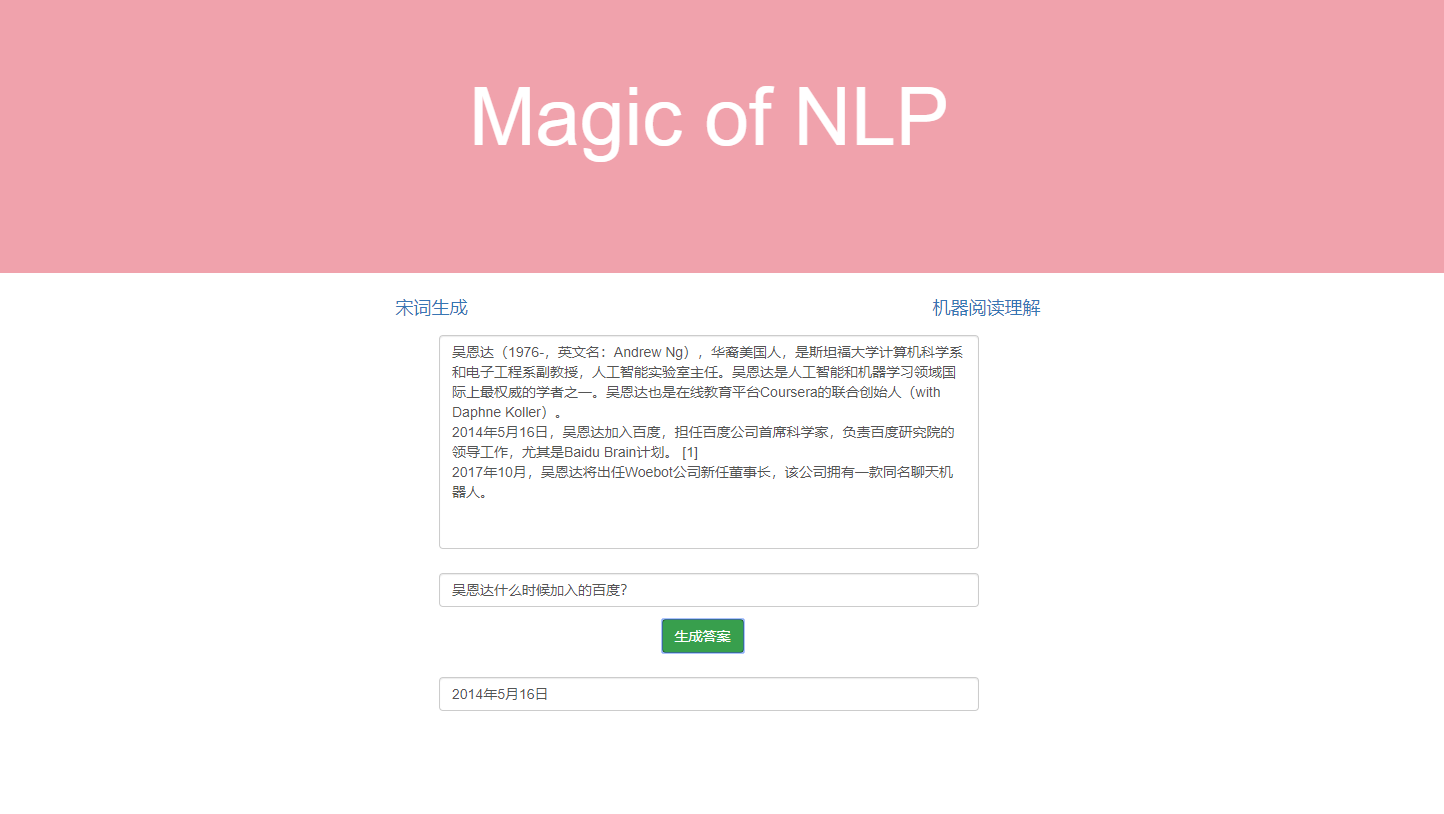 Magic of NLP
宋词生成
机器阅读理解
吴恩达（1976-，英文名：Andrew Ng），华裔美国人，是斯坦福大学计算机科学系
和电子工程系副教授，人工智能实验室主任。吴恩达是人工智能和机器学习领域国
际上最权威的学者之一。吴恩达也是在线教育平台Coursera的联合创始人（with
Daphne Koller）。
2014年5月16日，吴恩达加入百度，担任百度公司首席科学家，负责百度研究院的
领导工作，尤其是Baidu Brain计划。 [1]
2017年10月，吴恩达将出任Woebot公司新任董事长，该公司拥有一款同名聊天机
器人。
吴恩达什么时候加入的百度?
生成答案
2014年5月16日